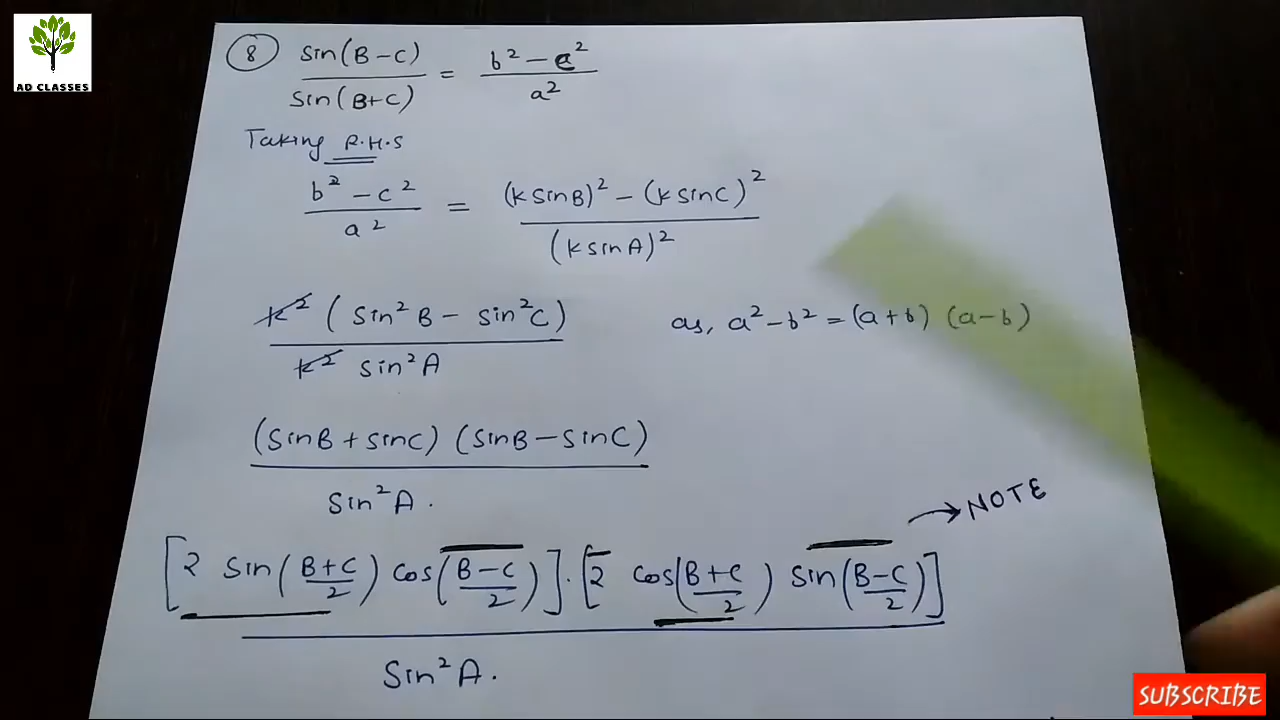 AD CLASSES
8 sin(B-C) / sin(B+C) = b² - c² / a²
Taking R.H.S
b² - c² / a² = (k sinB)² - (k sinC)² / (k sinA)²
k² (sin²B - sin²C) / k² sin²A as, a² - b² = (a+b) (a-b)
(sinB + sinC) (sinB - sinC) / sin²A.
→ NOTE
[2 sin(B+C/2) cos(B-C/2)] . [2 cos(B+C/2) sin(B-C/2)] / sin²A.
SUBSCRIBE